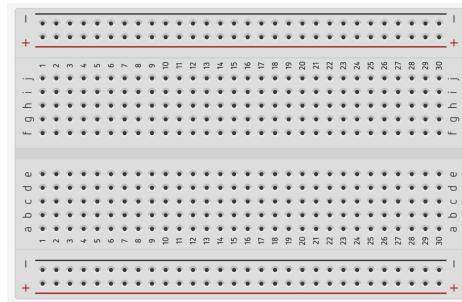 − −
+ +
1 2 3 4 5 6 7 8 9 10 11 12 13 14 15 16 17 18 19 20 21 22 23 24 25 26 27 28 29 30
j j
i i
h h
g g
f f
e e
d d
c c
b b
a a
1 2 3 4 5 6 7 8 9 10 11 12 13 14 15 16 17 18 19 20 21 22 23 24 25 26 27 28 29 30
− −
+ +